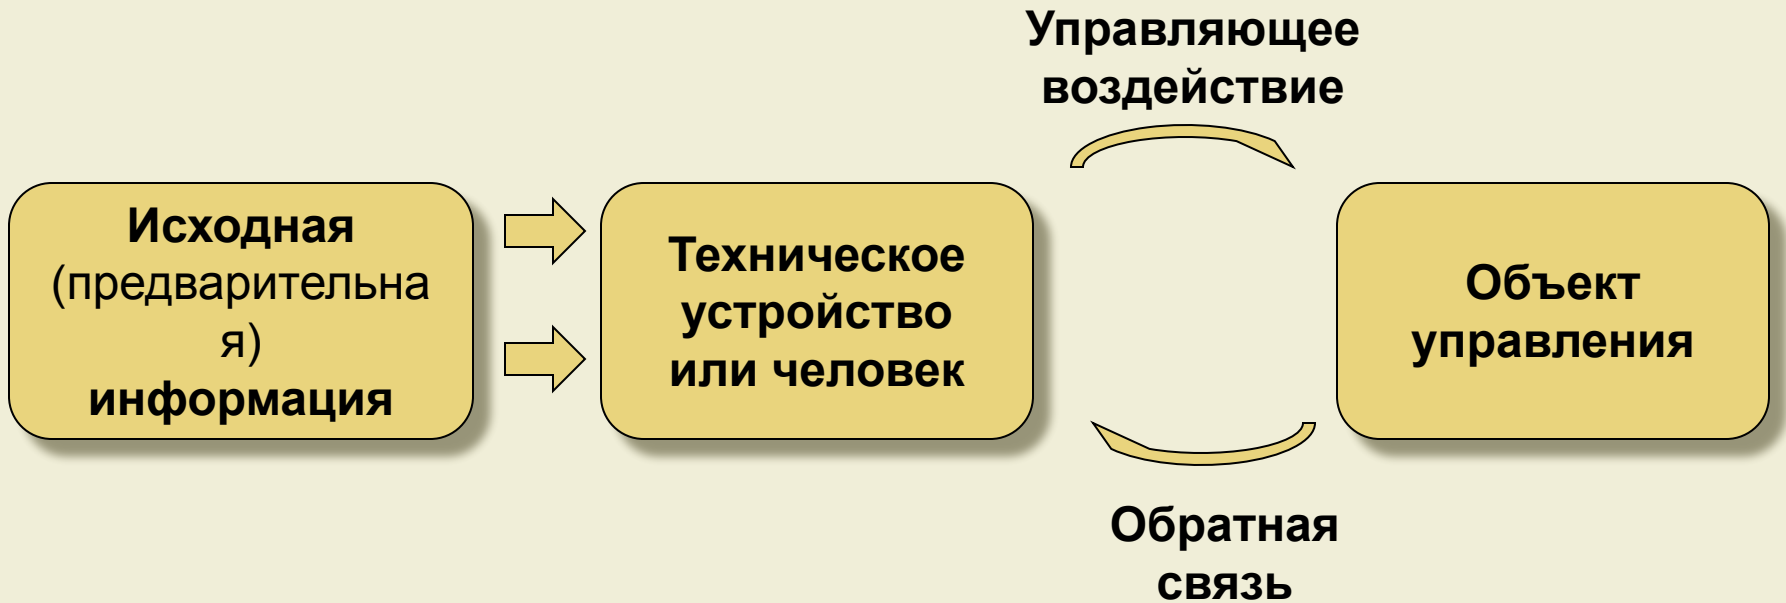 Управляющее
воздействие
Исходная
(предварительна
я)
информация
Техническое
устройство
или человек
Объект
управления
Обратная
связь